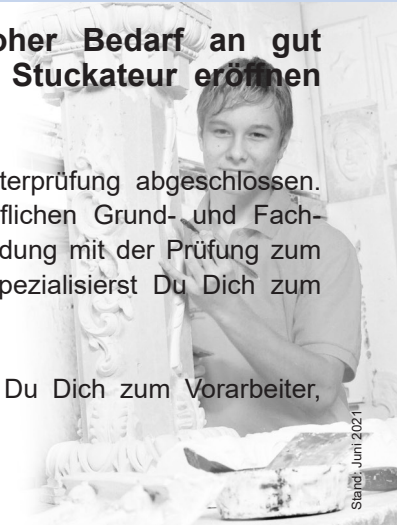 oher Bedarf an gut
Stuckateur eröffnen
terprüfung abgeschlossen.
flichen Grund- und Fach-
dung mit der Prüfung zum
pezialisierst Du Dich zum
Du Dich zum Vorarbeiter,
Stand: Juni 2021